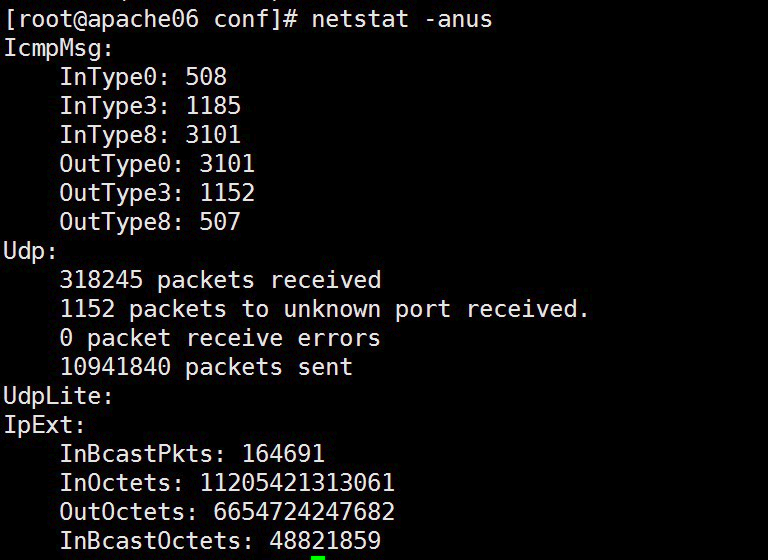 [root@apache06 conf]# netstat -anus
IcmpMsg:
    InType0: 508
    InType3: 1185
    InType8: 3101
    OutType0: 3101
    OutType3: 1152
    OutType8: 507
Udp:
    318245 packets received
    1152 packets to unknown port received.
    0 packet receive errors
    10941840 packets sent
UdpLite:
IpExt:
    InBcastPkts: 164691
    InOctets: 11205421313061
    OutOctets: 6654724247682
    InBcastOctets: 48821859